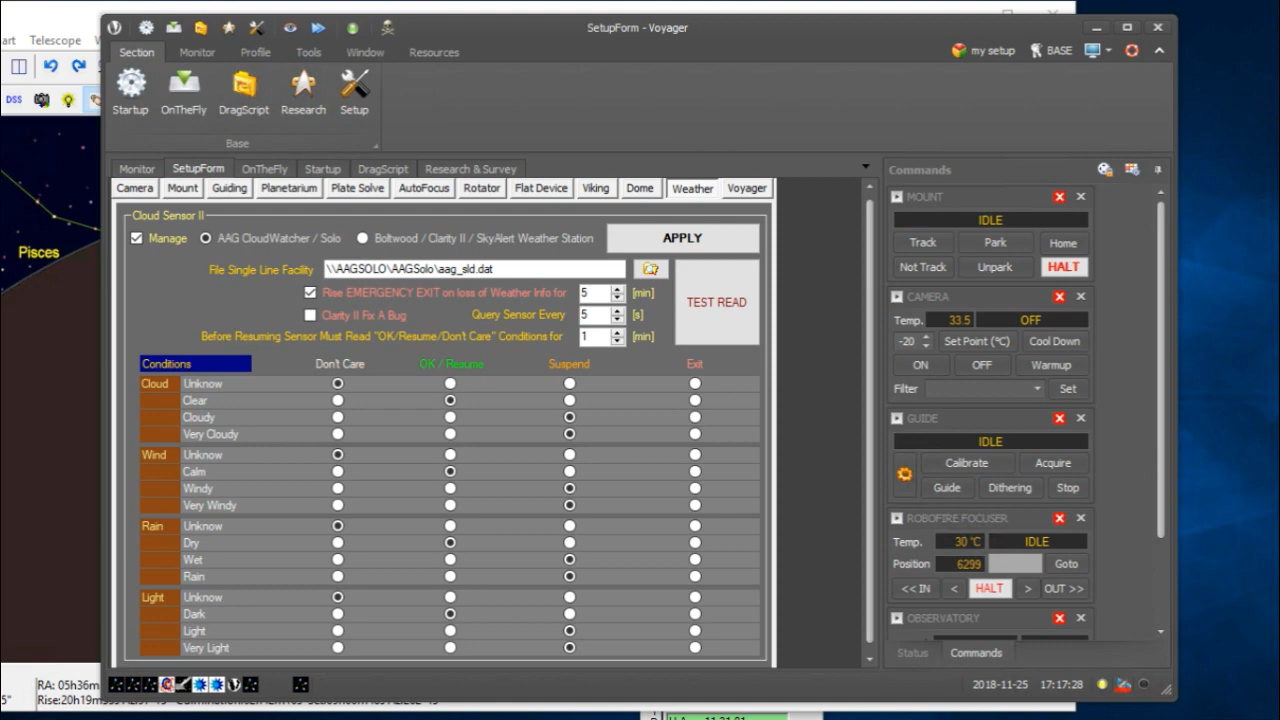 SetupForm - Voyager
art Telescope
Section Monitor Profile Tools Window Resources
my setup BASE
Startup OnTheFly DragScript Research Setup
Base
DSS
Monitor SetupForm OnTheFly Startup DragScript Research & Survey
Camera Mount Guiding Planetarium Plate Solve AutoFocus Rotator Flat Device Viking Dome Weather Voyager
Cloud Sensor II
Manage AAG CloudWatcher / Solo Boltwood / Clarity II / SkyAlert Weather Station APPLY
Pisces
File Single Line Facility \\AAGSOLO\AAGSolo\aag_sld.dat
Rise EMERGENCY EXIT on loss of Weather Info for 5 [min]
TEST READ
Clarity II Fix A Bug Query Sensor Every 5 [s]
Before Resuming Sensor Must Read "OK/Resume/Don't Care" Conditions for 1 [min]
Conditions Don't Care OK / Resume Suspend Exit
Cloud Unknow
Clear
Cloudy
Very Cloudy
Wind Unknow
Calm
Windy
Very Windy
Rain Unknow
Dry
Wet
Rain
Light Unknow
Dark
Light
Very Light
Commands
MOUNT
IDLE
Track Park Home
Not Track Unpark HALT
CAMERA
Temp. 33.5 OFF
-20 Set Point (°C) Cool Down
ON OFF Warmup
Filter Set
GUIDE
IDLE
Calibrate Acquire
Guide Dithering Stop
ROBOFIRE FOCUSER
Temp. 30 °C IDLE
Position 6299 Goto
<< IN < HALT > OUT >>
OBSERVATORY
Status Commands
2018-11-25 17:17:28
RA: 05h36m